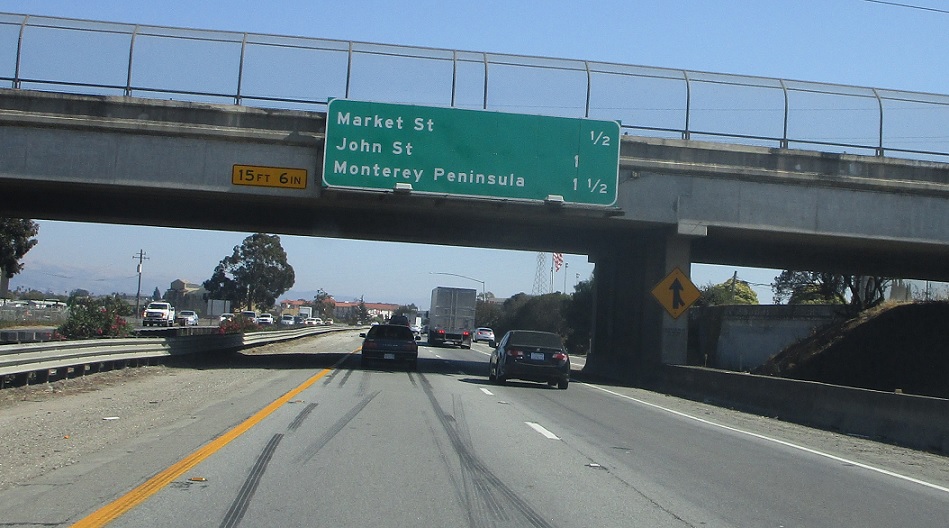 Market St 1/2
John St 1
Monterey Peninsula 1 1/2
15FT 6IN